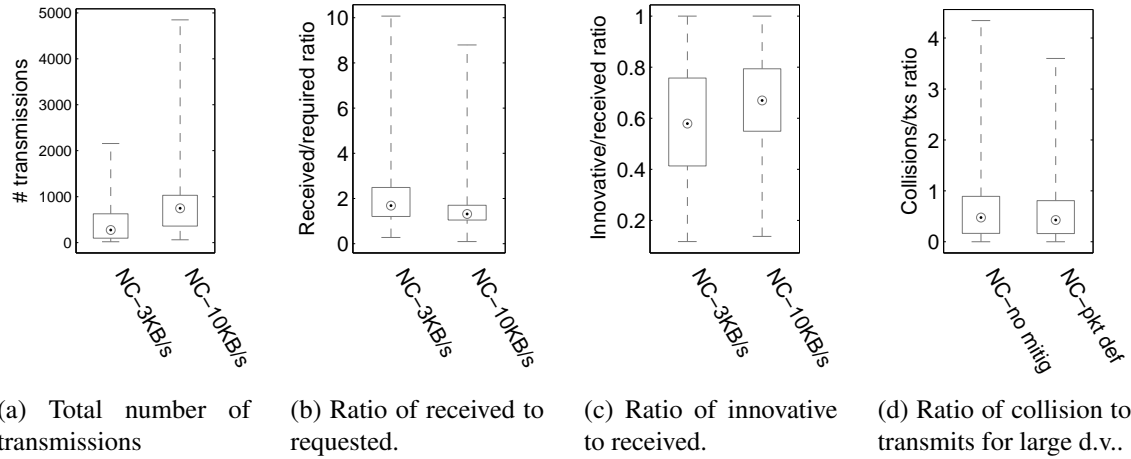 # transmissions
5000
4000
3000
2000
1000
0
NC−3KB/s
NC−10KB/s
(a) Total number of
transmissions
Received/required ratio
10
8
6
4
2
0
NC−3KB/s
NC−10KB/s
(b) Ratio of received to
requested.
Innovative/received ratio
1
0.8
0.6
0.4
0.2
NC−3KB/s
NC−10KB/s
(c) Ratio of innovative
to received.
Collisions/txs ratio
4
3
2
1
0
NC−no mitig
NC−pkt def
(d) Ratio of collision to
transmits for large d.v..